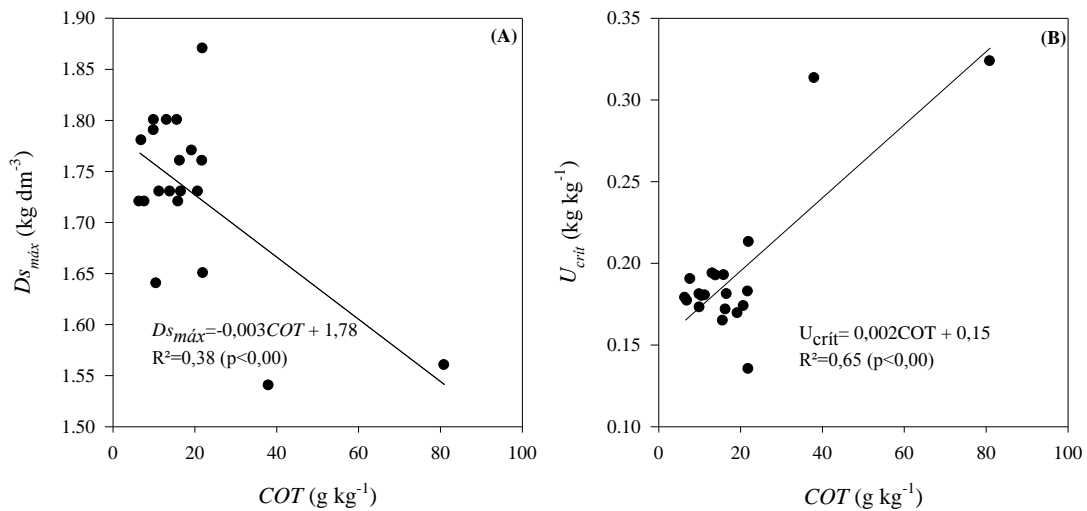 (A)
1.90
1.85
1.80
1.75
1.70
1.65
1.60
1.55
1.50
Ds_máx (kg dm⁻³)
Ds_máx=-0,003COT + 1,78
R²=0,38 (p<0,00)
0 20 40 60 80 100
COT (g kg⁻¹)
(B)
0.35
0.30
0.25
0.20
0.15
0.10
U_crít (kg kg⁻¹)
U_crít= 0,002COT + 0,15
R²=0,65 (p<0,00)
0 20 40 60 80 100
COT (g kg⁻¹)